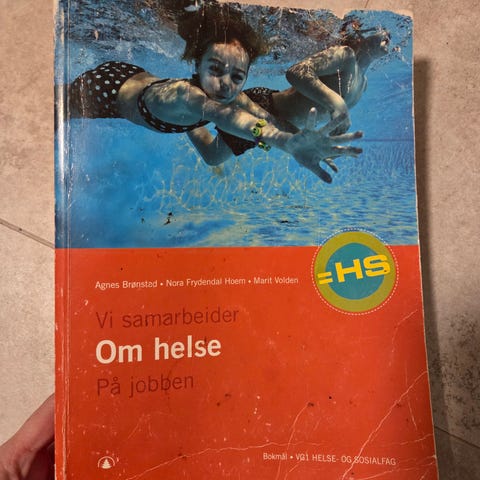 Agnes Brønstad • Nora Frydendal Hoem • Marit Volden
=HS
Vi samarbeider
Om helse
På jobben
Bokmål • VG1 HELSE- OG SOSIALFAG